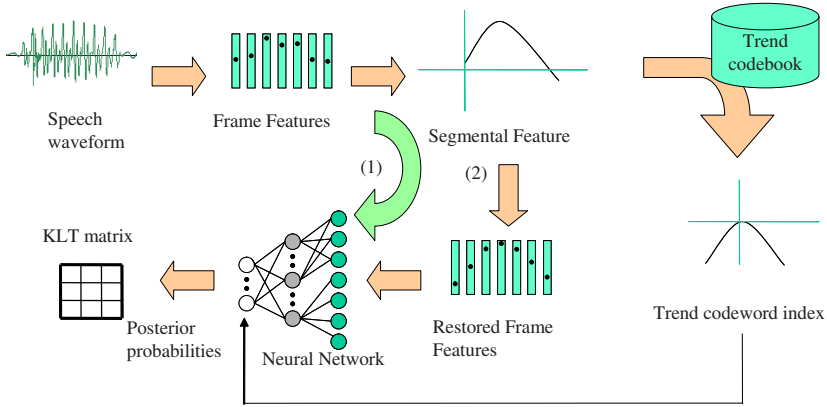 Trend
codebook
Speech
waveform
Frame Features
Segmental Feature
(1)
(2)
KLT matrix
Posterior
probabilities
Neural Network
Restored Frame
Features
Trend codeword index